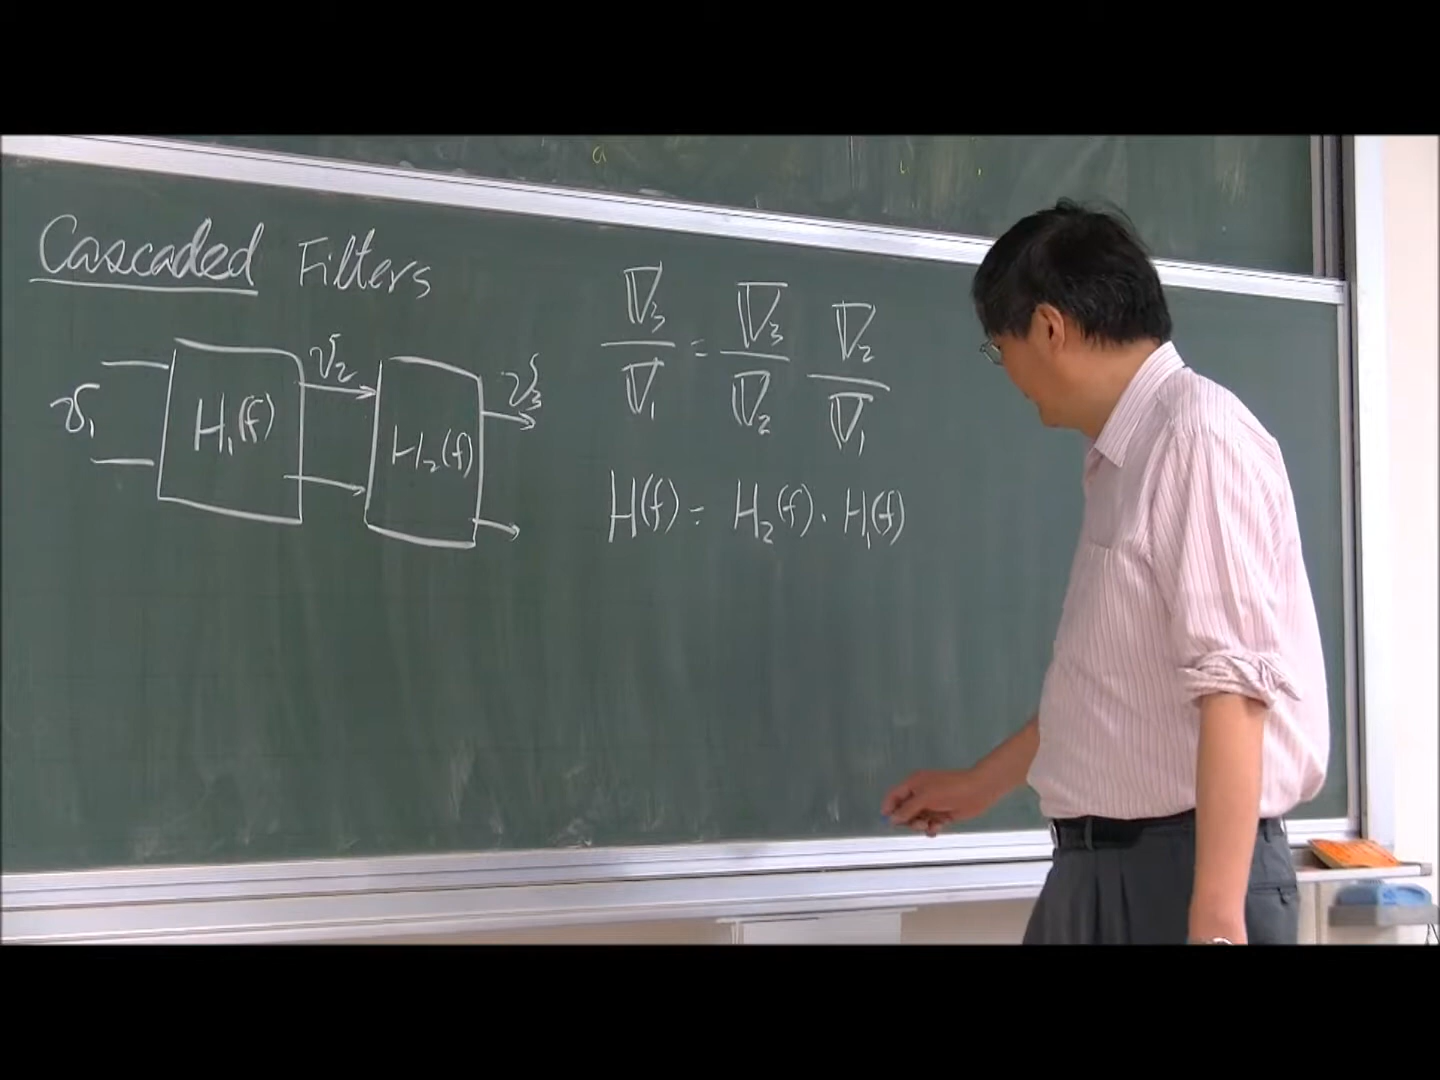 Cascaded Filters
v₁ H₁(f) v₂ H₂(f) v₃
V₃/V₁ = V₃/V₂ V₂/V₁
H(f) = H₂(f) · H₁(f)